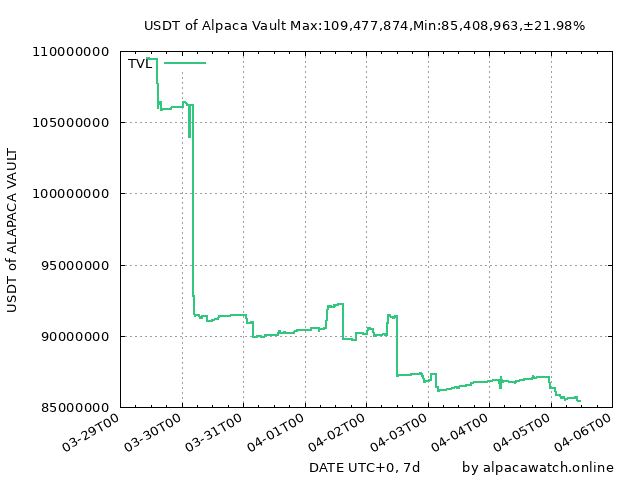 USDT of Alpaca Vault Max:109,477,874,Min:85,408,963,±21.98%
110000000
TVL
105000000
100000000
95000000
90000000
85000000
USDT of ALAPACA VAULT
03-29T00
03-30T00
03-31T00
04-01T00
04-02T00
04-03T00
04-04T00
04-05T00
04-06T00
DATE UTC+0, 7d
by alpacawatch.online